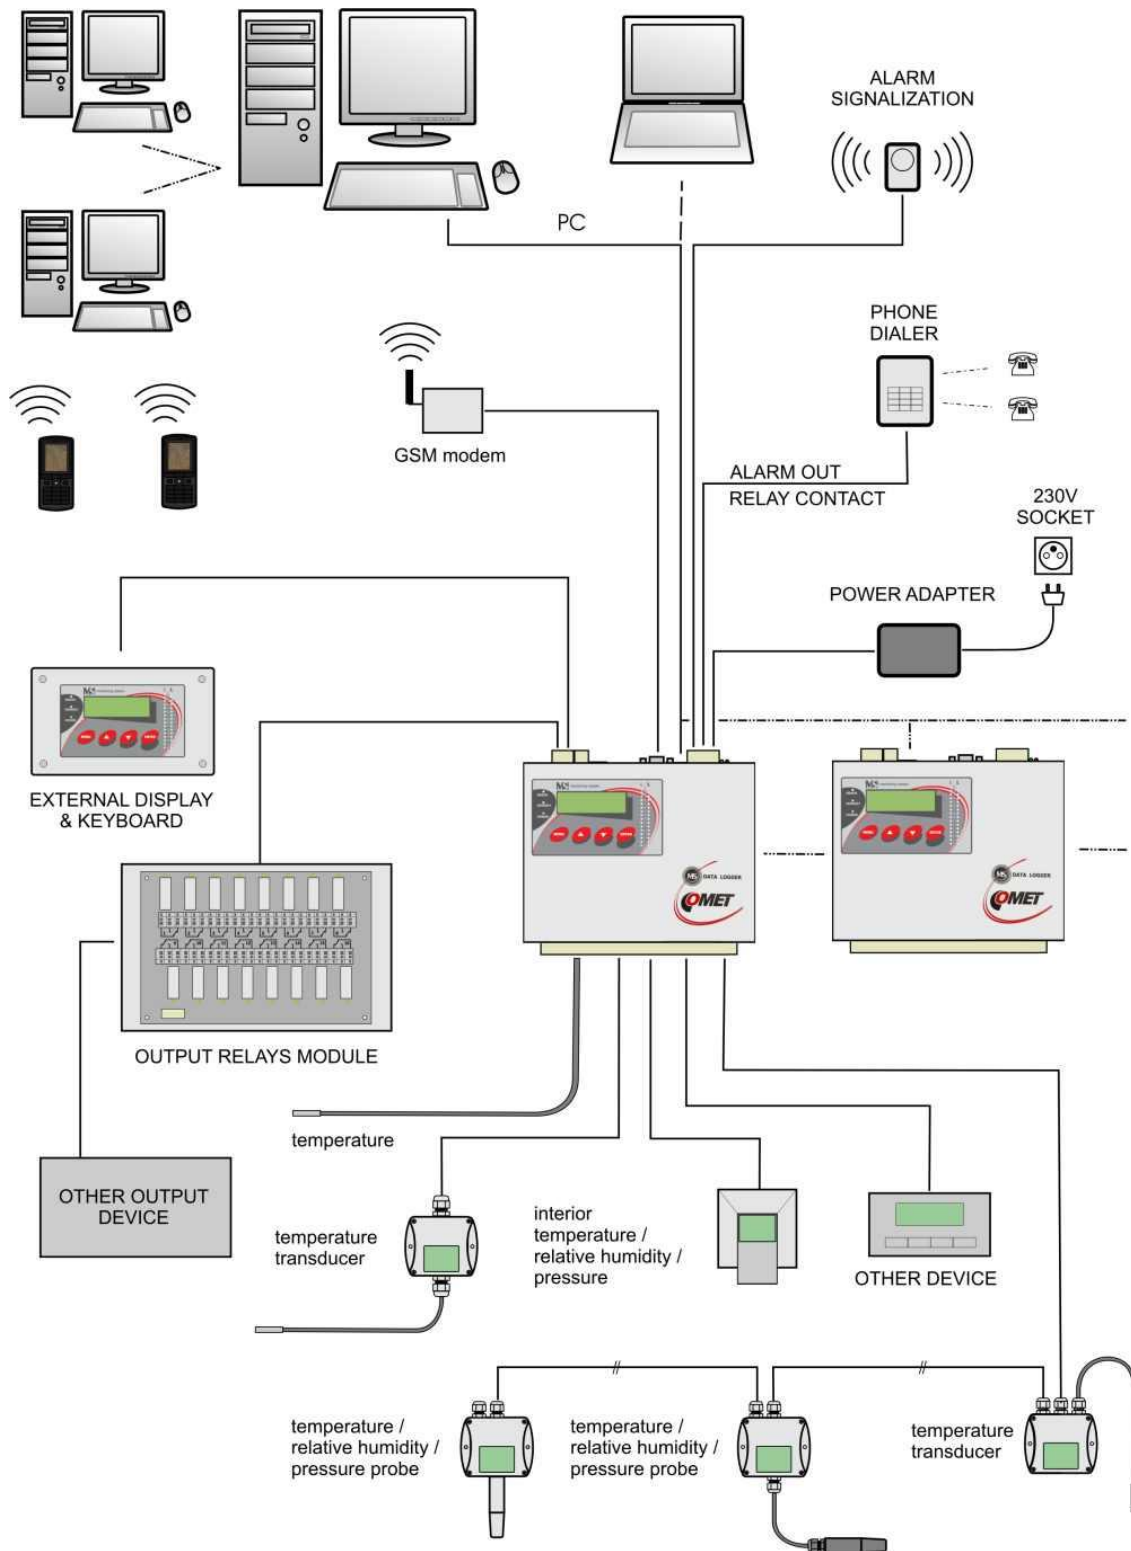 ALARM
SIGNALIZATION
PC
PHONE
DIALER
GSM modem
ALARM OUT
RELAY CONTACT
230V
SOCKET
POWER ADAPTER
EXTERNAL DISPLAY
& KEYBOARD
MS DATA LOGGER
COMET
MS DATA LOGGER
COMET
OUTPUT RELAYS MODULE
temperature
OTHER OUTPUT
DEVICE
temperature
transducer
interior
temperature /
relative humidity /
pressure
OTHER DEVICE
temperature /
relative humidity /
pressure probe
temperature /
relative humidity /
pressure probe
temperature
transducer